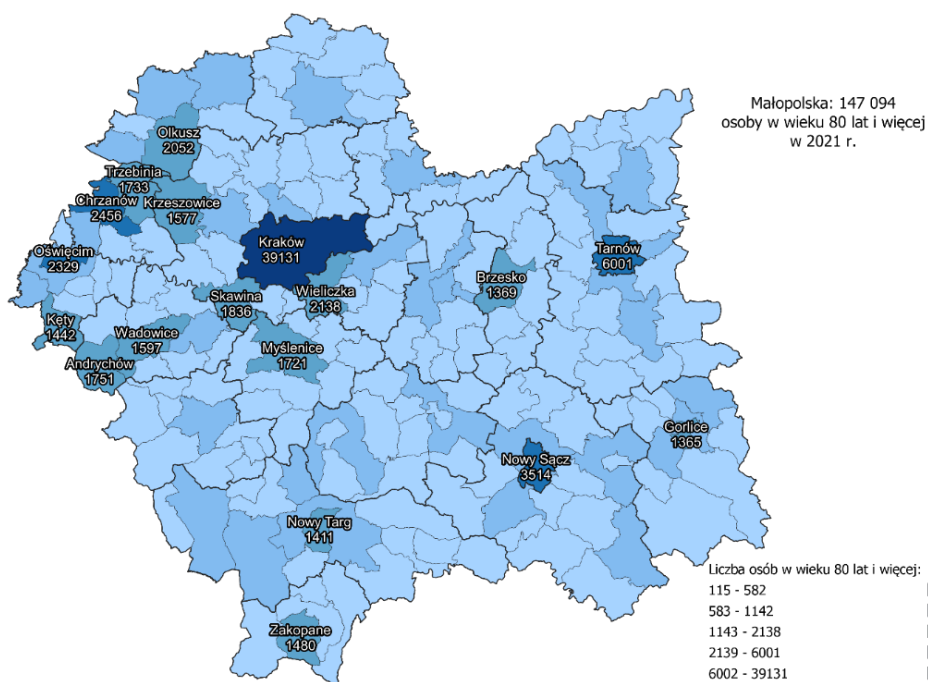 Małopolska: 147 094
osoby w wieku 80 lat i więcej
w 2021 r.
Olkusz
2052
Trzebinia
1733
Chrzanów
2456
Krzeszowice
1577
Kraków
39131
Oświęcim
2329
Tarnów
6001
Brzesko
1369
Wieliczka
2138
Skawina
1836
Kęty
1442
Wadowice
1597
Myślenice
1721
Andrychów
1751
Gorlice
1365
Nowy Sącz
3514
Nowy Targ
1411
Zakopane
1480
Liczba osób w wieku 80 lat i więcej:
115 - 582
583 - 1142
1143 - 2138
2139 - 6001
6002 - 39131